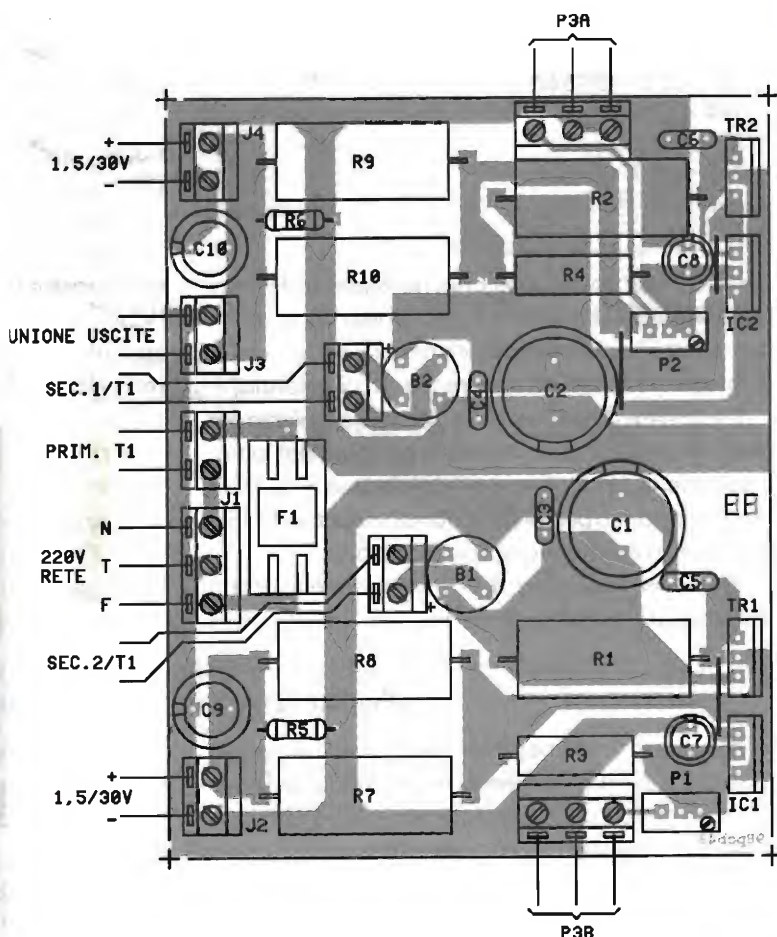 P3A
+
1,5/30V
-
J4
R9
C6
TR2
R2
R6
C10
R10
R4
C8
UNIONE USCITE
J3
IC2
P2
+
SEC.1/T1
B2
C2
C4
PRIM. T1
J1
F1
C3
C1
N
220V
RETE
T
F
B1
+
C5
TR1
SEC.2/T1
R8
R1
C9
R5
C7
R3
P1
+
1,5/30V
-
R7
IC1
J2
P3B